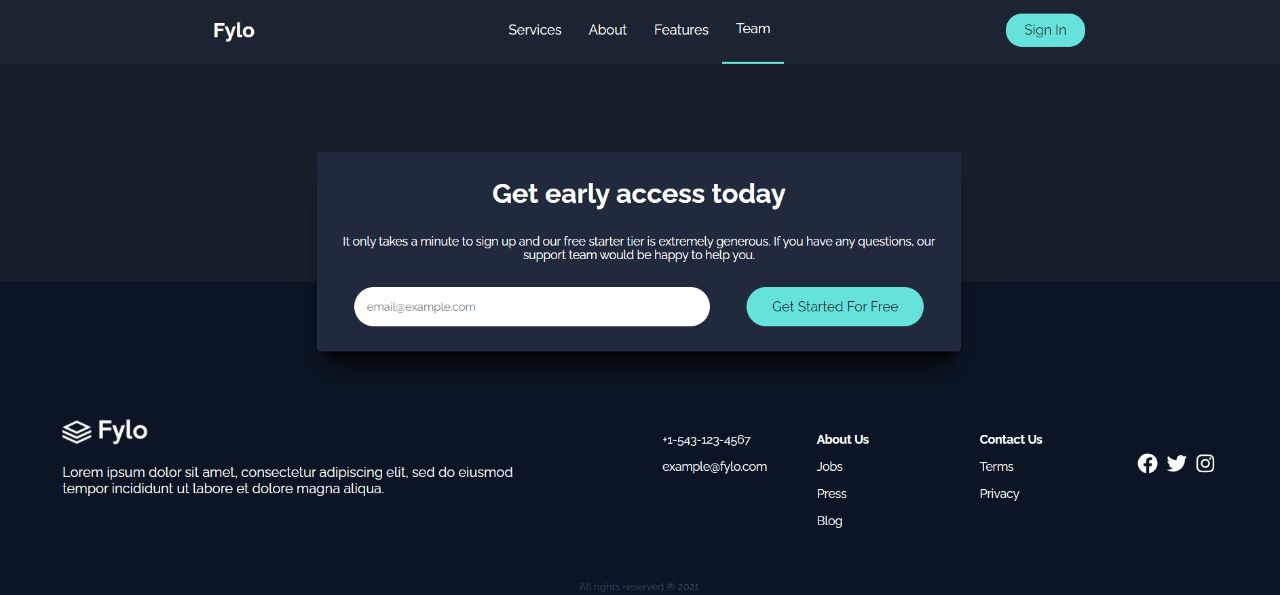 Fylo
Services
About
Features
Team
Sign In
Get early access today
It only takes a minute to sign up and our free starter tier is extremely generous. If you have any questions, our
support team would be happy to help you.
email@example.com
Get Started For Free
Fylo
Lorem ipsum dolor sit amet, consectetur adipiscing elit, sed do eiusmod
tempor incididunt ut labore et dolore magna aliqua.
+1-543-123-4567
example@fylo.com
About Us
Jobs
Press
Blog
Contact Us
Terms
Privacy
All rights reserved ® 2021